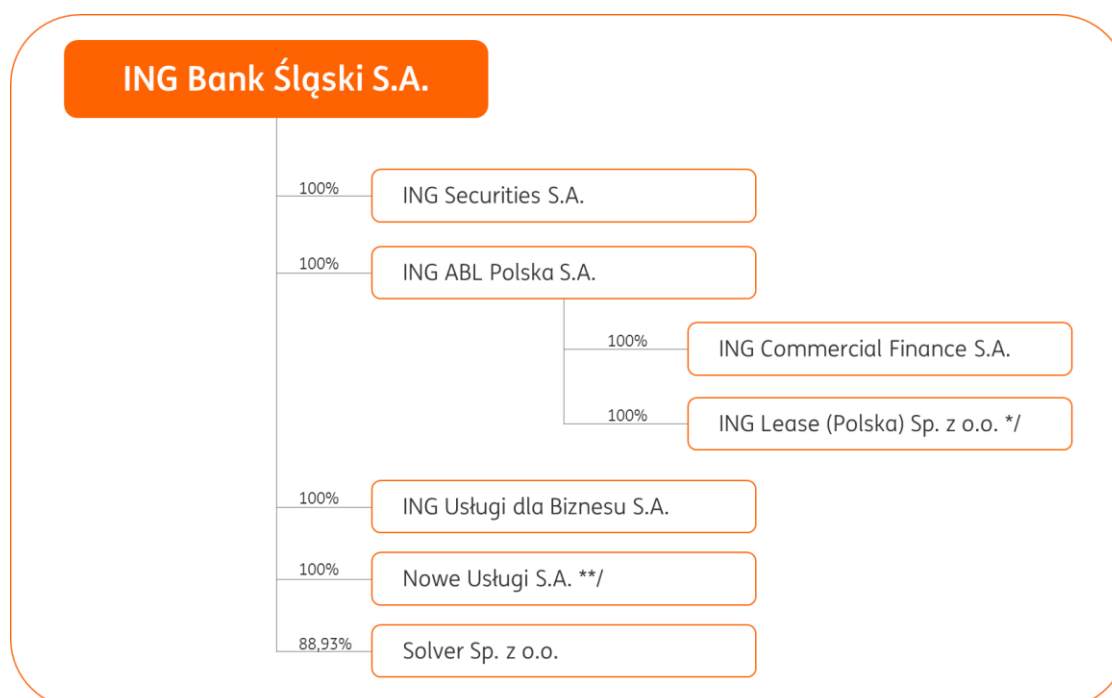 ING Bank Śląski S.A.
100%
ING Securities S.A.
100%
ING ABL Polska S.A.
100%
ING Commercial Finance S.A.
100%
ING Lease (Polska) Sp. z o.o. */
100%
ING Usługi dla Biznesu S.A.
100%
Nowe Usługi S.A. **/
88,93%
Solver Sp. z o.o.